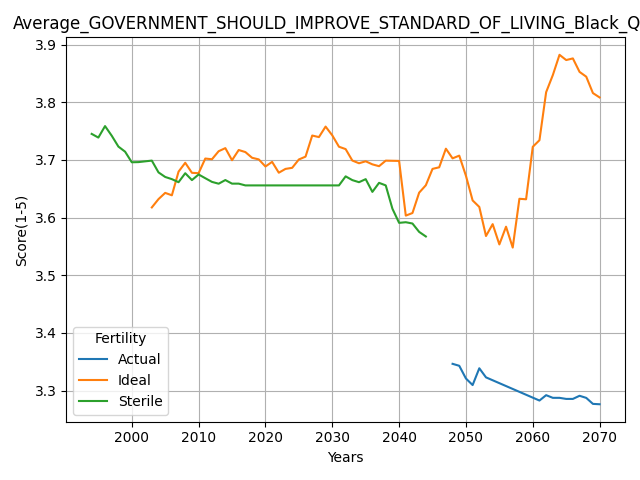 Average_GOVERNMENT_SHOULD_IMPROVE_STANDARD_OF_LIVING_Black_Q
3.9
3.8
3.7
3.6
3.5
3.4
3.3
Score(1-5)
Fertility
Actual
Ideal
Sterile
2000 2010 2020 2030 2040 2050 2060 2070
Years